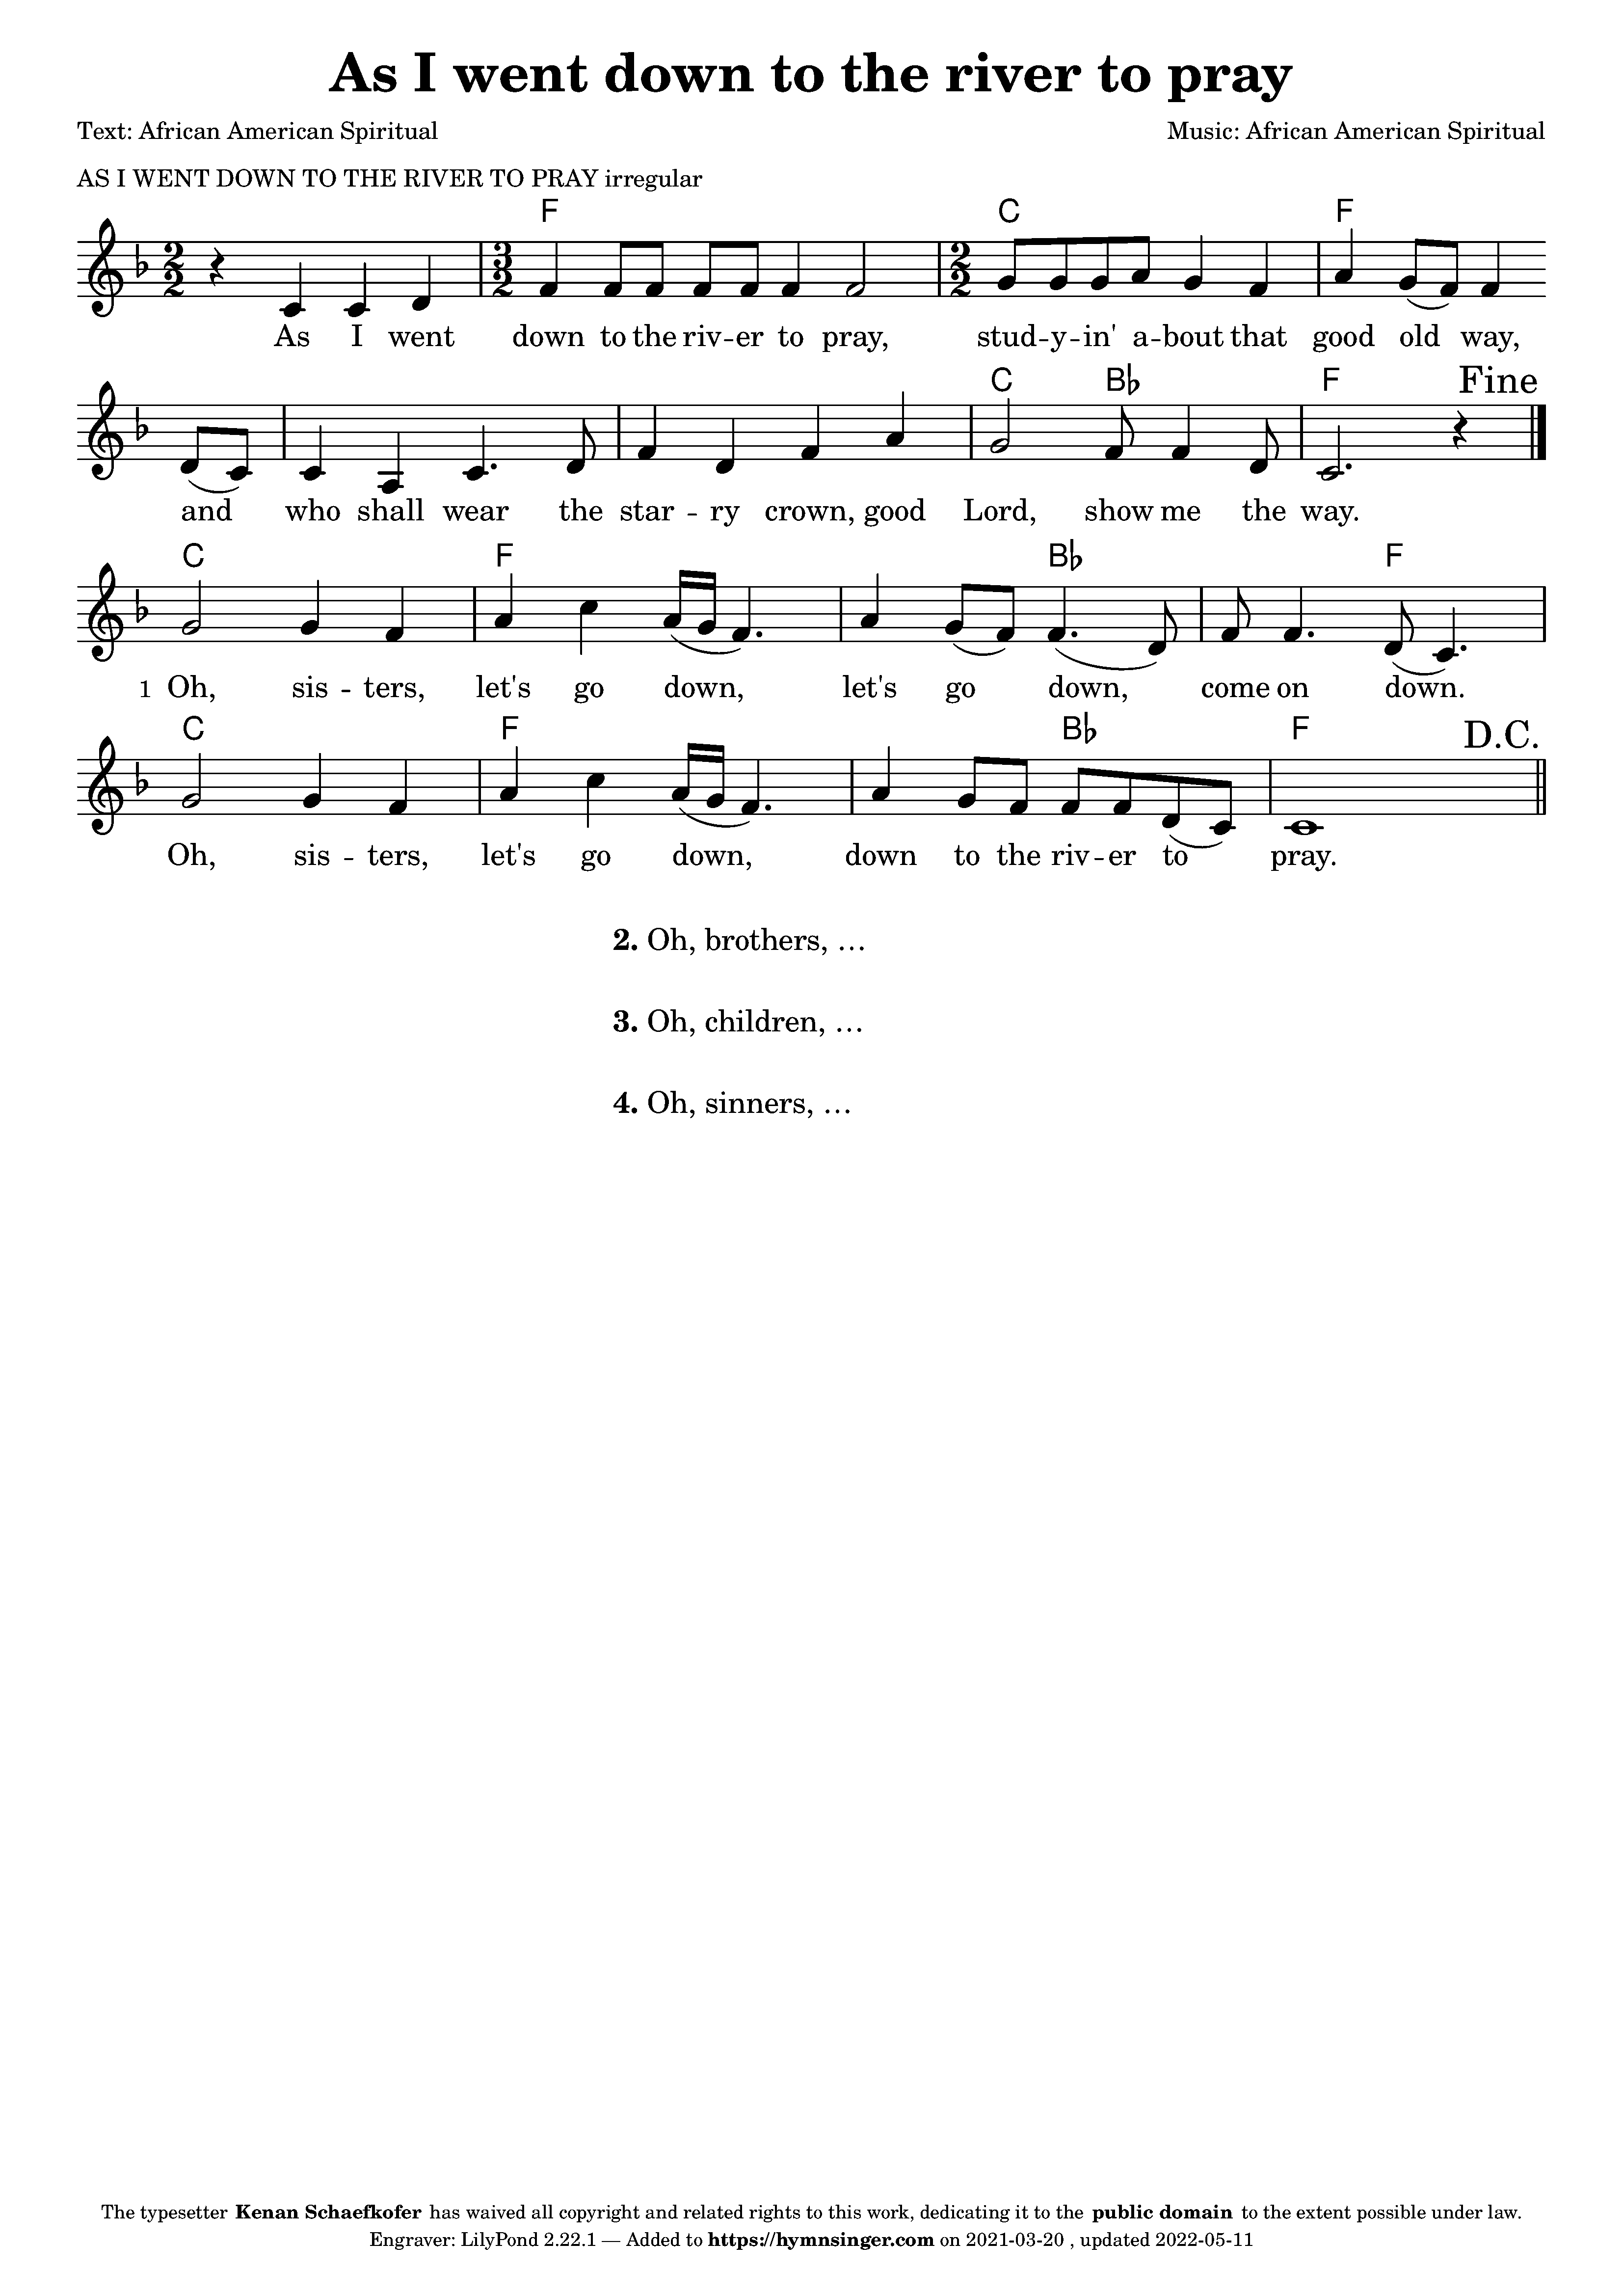 As I went down to the river to pray
Text: African American Spiritual Music: African American Spiritual
AS I WENT DOWN TO THE RIVER TO PRAY irregular
F C F
As I went down to the riv -- er to pray, stud -- y -- in' a -- bout that good old way,
C B♭ F Fine
and who shall wear the star -- ry crown, good Lord, show me the way.
C F B♭ F
1 Oh, sis -- ters, let's go down, let's go down, come on down.
C F B♭ F D.C.
Oh, sis -- ters, let's go down, down to the riv -- er to pray.
2. Oh, brothers, …
3. Oh, children, …
4. Oh, sinners, …
The typesetter Kenan Schaefkofer has waived all copyright and related rights to this work, dedicating it to the public domain to the extent possible under law.
Engraver: LilyPond 2.22.1 — Added to https://hymnsinger.com on 2021-03-20 , updated 2022-05-11